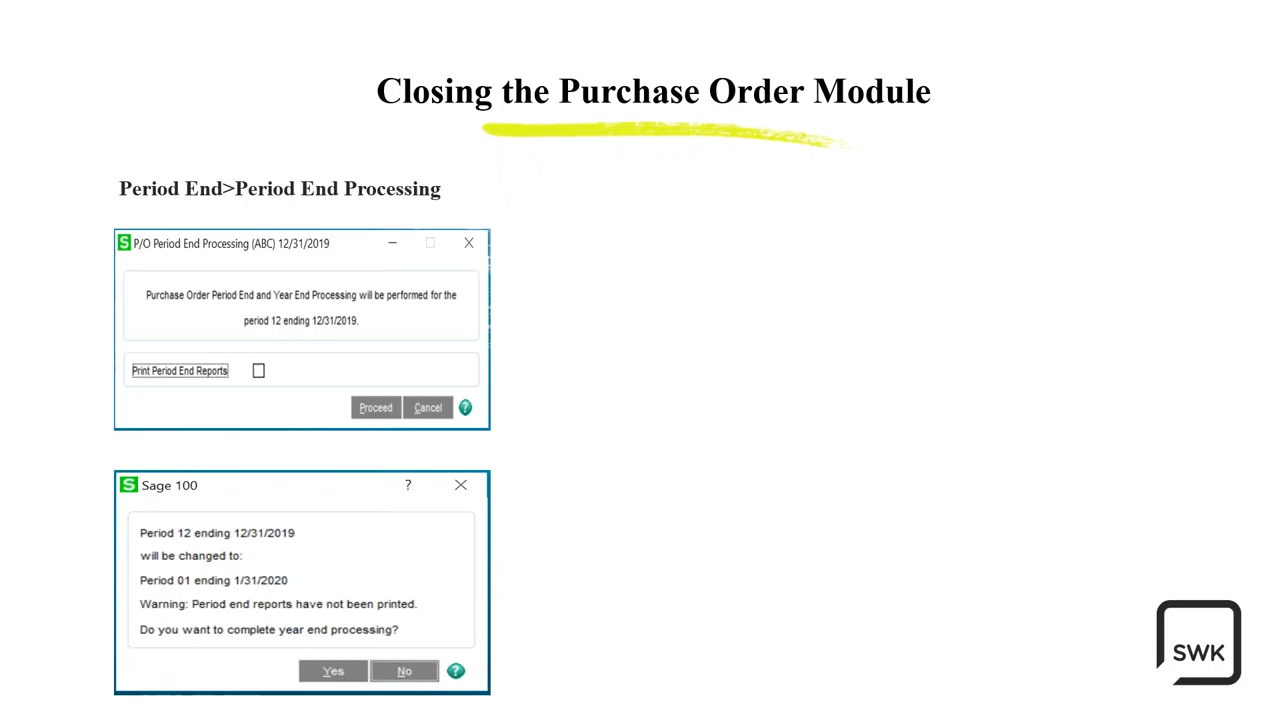 Closing the Purchase Order Module
Period End>Period End Processing
S P/O Period End Processing (ABC) 12/31/2019
Purchase Order Period End and Year End Processing will be performed for the
period 12 ending 12/31/2019.
Print Period End Reports
Proceed Cancel ?
S Sage 100 ?
Period 12 ending 12/31/2019
will be changed to:
Period 01 ending 1/31/2020
Warning: Period end reports have not been printed.
Do you want to complete year end processing?
Yes No ?
SWK